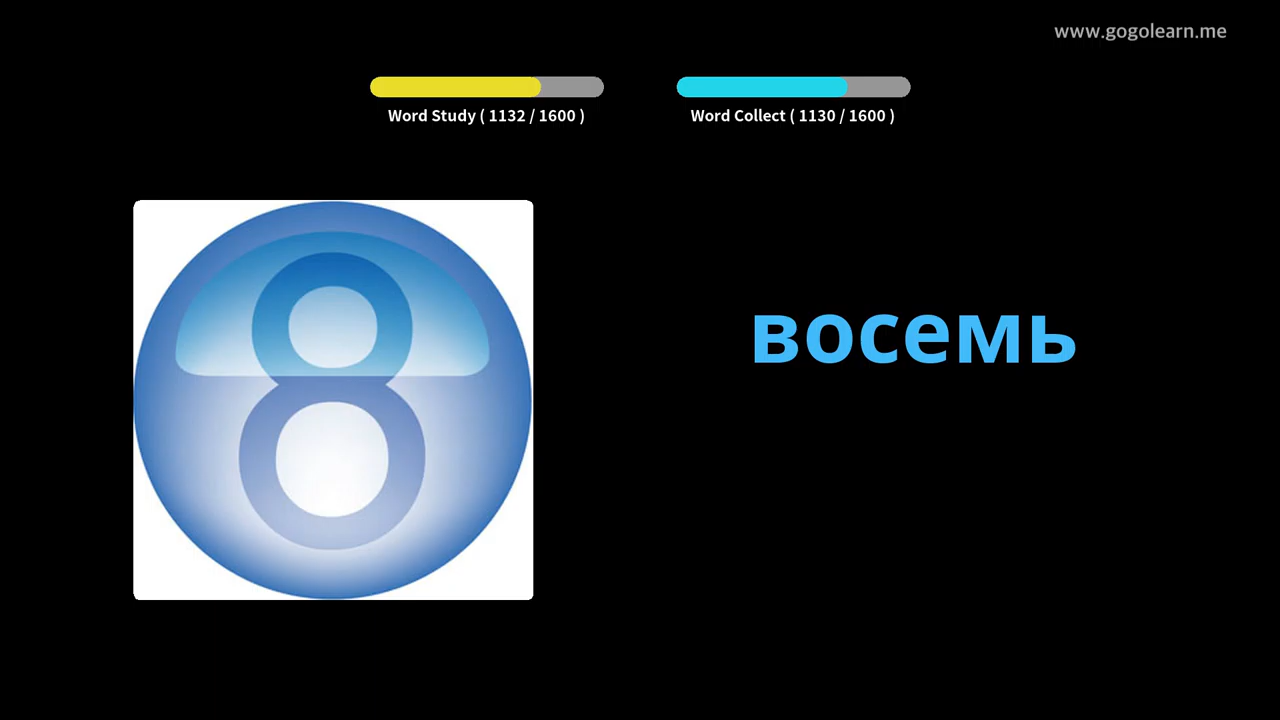 www.gogolearn.me
Word Study ( 1132 / 1600 )
Word Collect ( 1130 / 1600 )
8
восемь